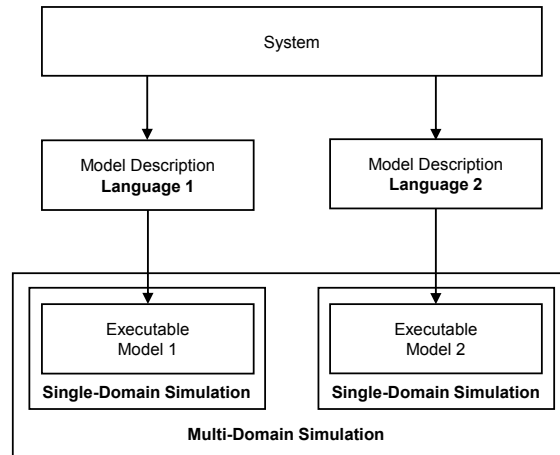 System
Model Description
Language 1
Model Description
Language 2
Executable
Model 1
Single-Domain Simulation
Executable
Model 2
Single-Domain Simulation
Multi-Domain Simulation